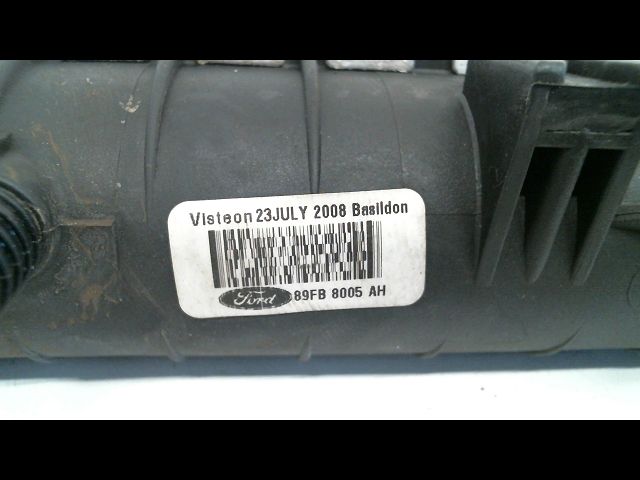 Visteon 23JULY 2008 Basildon
Ford 89FB 8005 AH